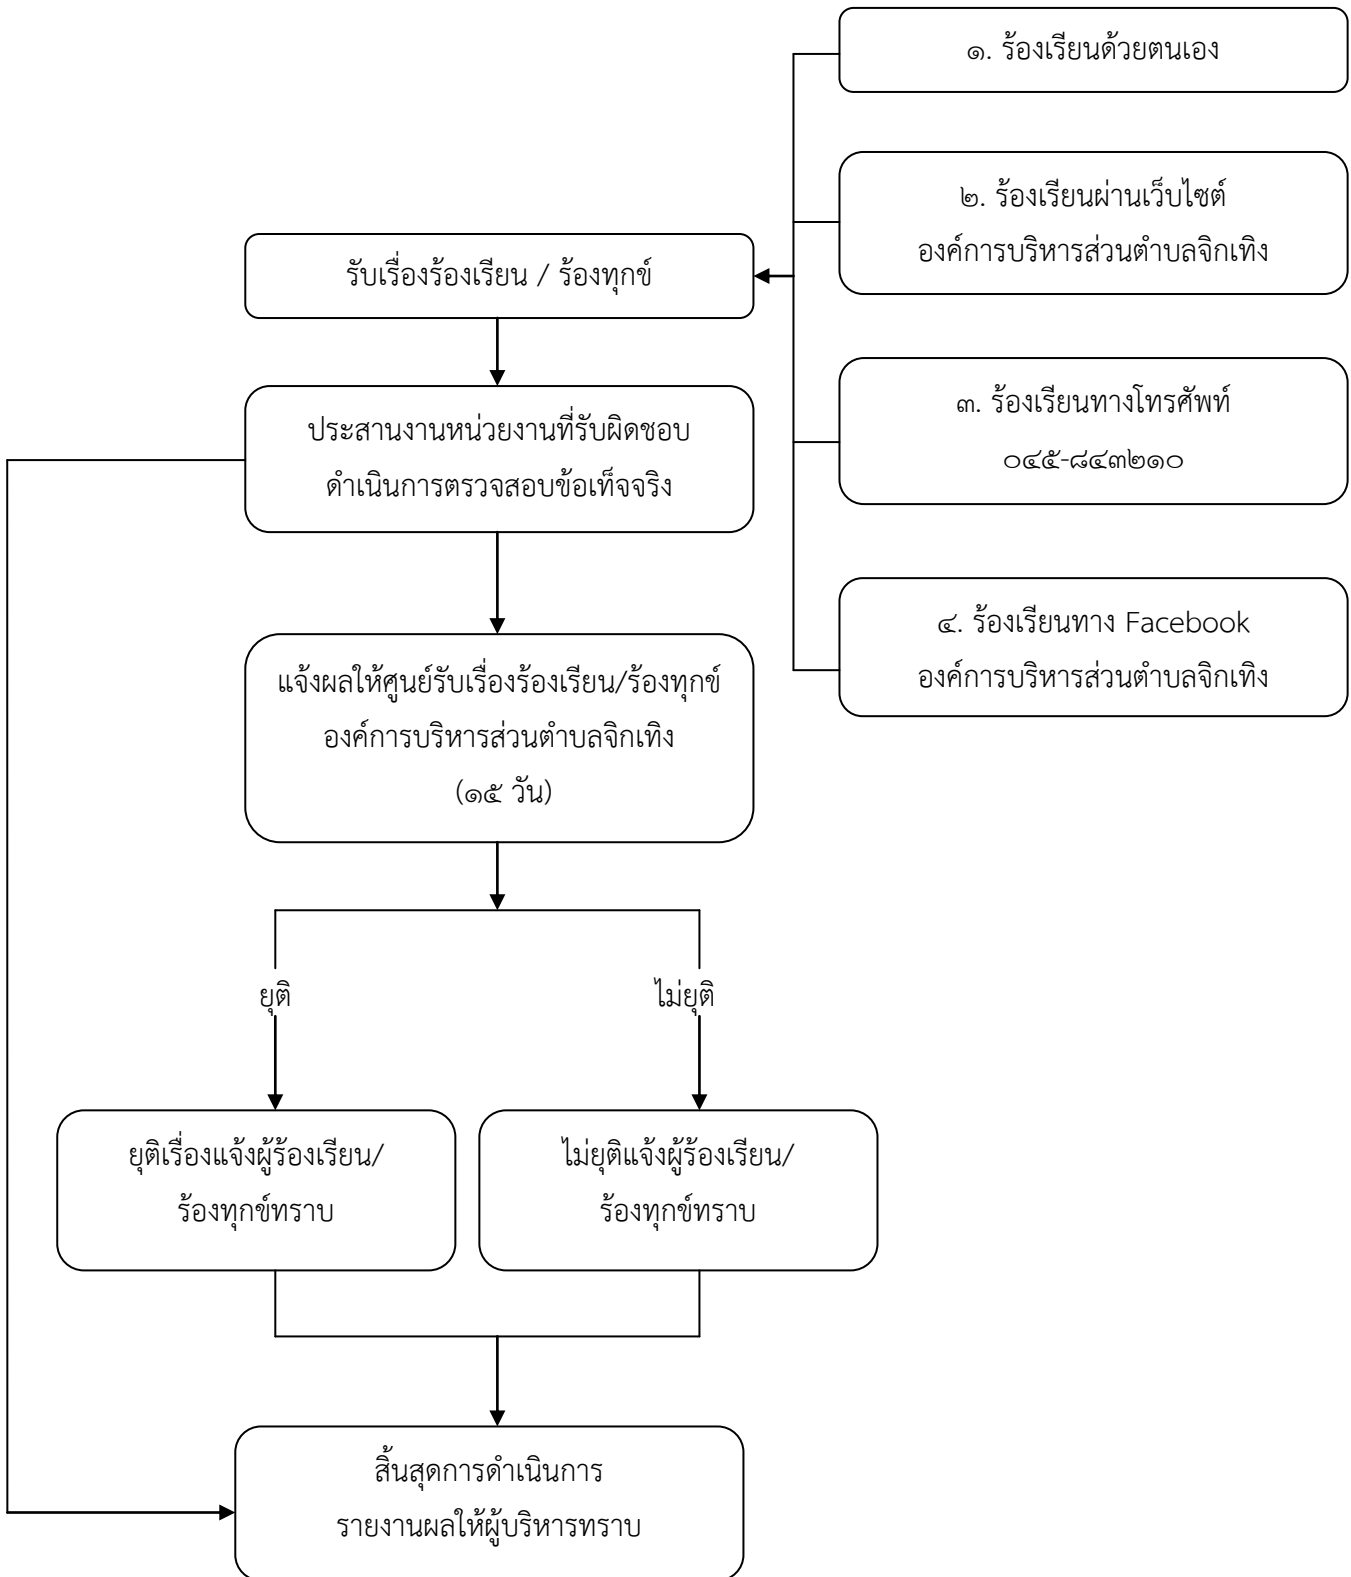 ๑. ร้องเรียนด้วยตนเอง
๒. ร้องเรียนผ่านเว็บไซต์
องค์การบริหารส่วนตำบลจิกเทิง
รับเรื่องร้องเรียน / ร้องทุกข์
๓. ร้องเรียนทางโทรศัพท์
๐๔๕-๘๔๓๒๑๐
ประสานงานหน่วยงานที่รับผิดชอบ
ดำเนินการตรวจสอบข้อเท็จจริง
๔. ร้องเรียนทาง Facebook
องค์การบริหารส่วนตำบลจิกเทิง
แจ้งผลให้ศูนย์รับเรื่องร้องเรียน/ร้องทุกข์
องค์การบริหารส่วนตำบลจิกเทิง
(๑๕ วัน)
ยุติ
ไม่ยุติ
ยุติเรื่องแจ้งผู้ร้องเรียน/
ร้องทุกข์ทราบ
ไม่ยุติแจ้งผู้ร้องเรียน/
ร้องทุกข์ทราบ
สิ้นสุดการดำเนินการ
รายงานผลให้ผู้บริหารทราบ